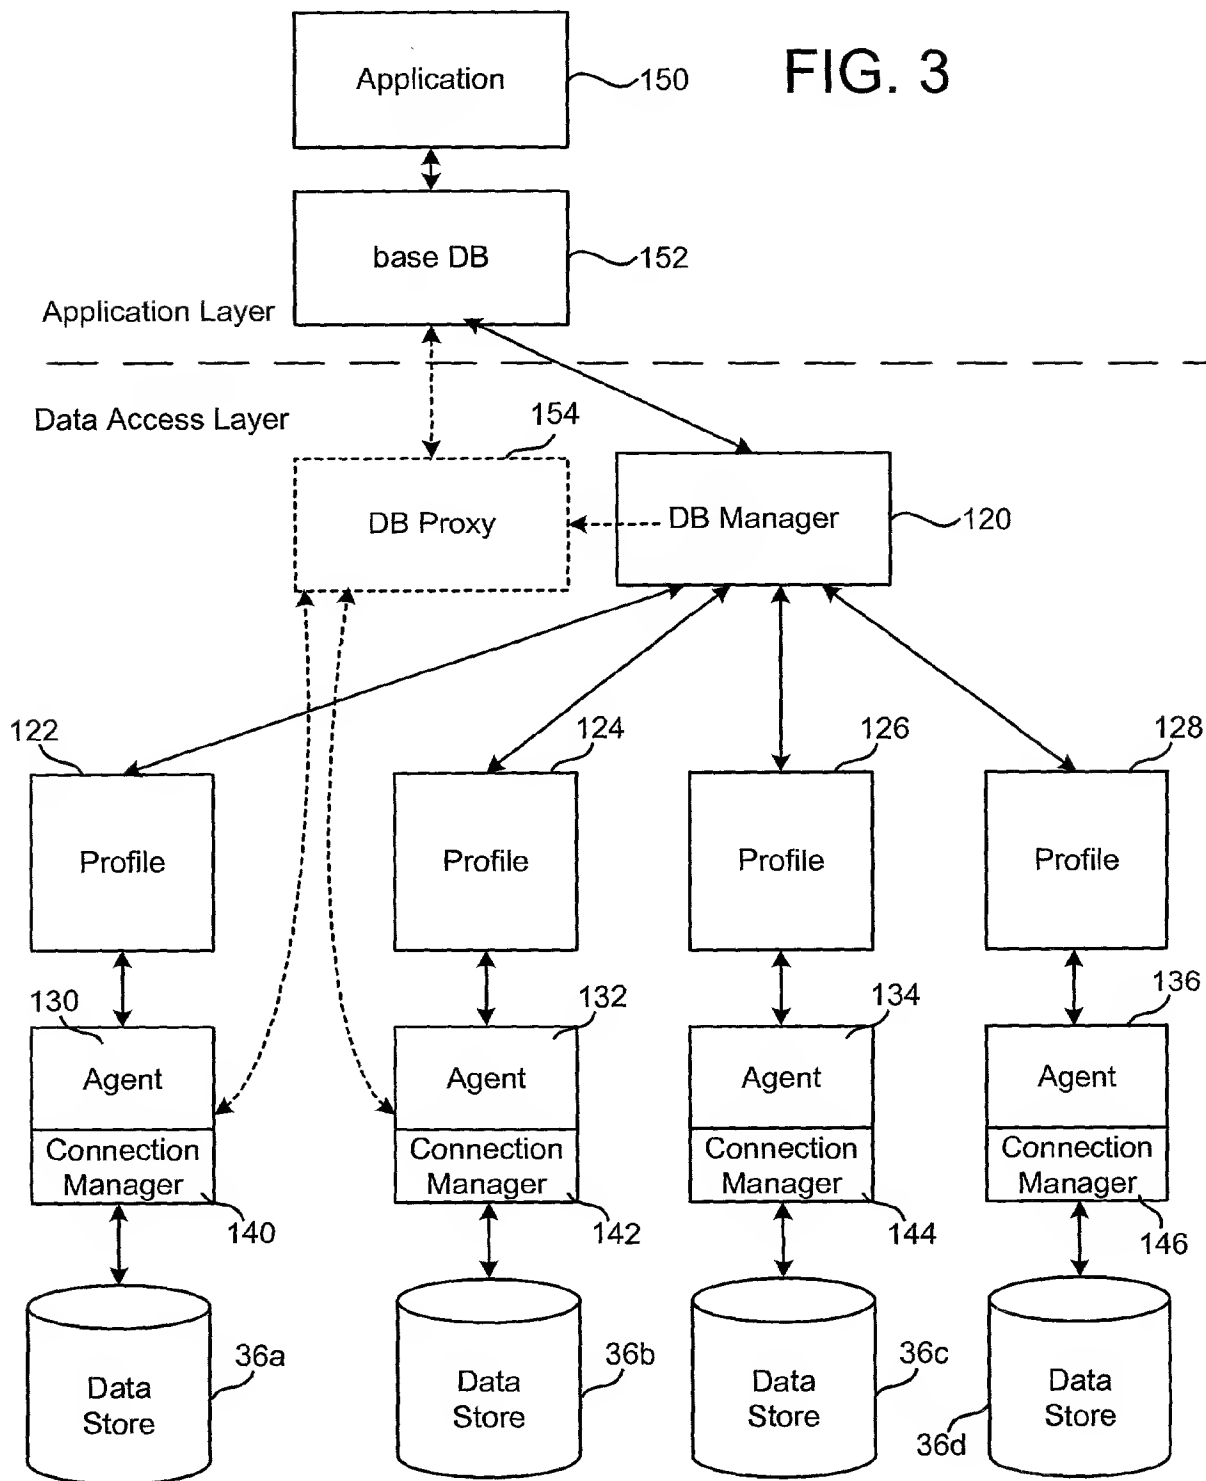 FIG. 3
Application
150
base DB
152
Application Layer
Data Access Layer
154
DB Proxy
DB Manager
120
122
124
126
128
Profile
Profile
Profile
Profile
130
132
134
136
Agent
Agent
Agent
Agent
Connection
Manager
Connection
Manager
Connection
Manager
Connection
Manager
140
142
144
146
36a
36b
36c
36d
Data
Store
Data
Store
Data
Store
Data
Store